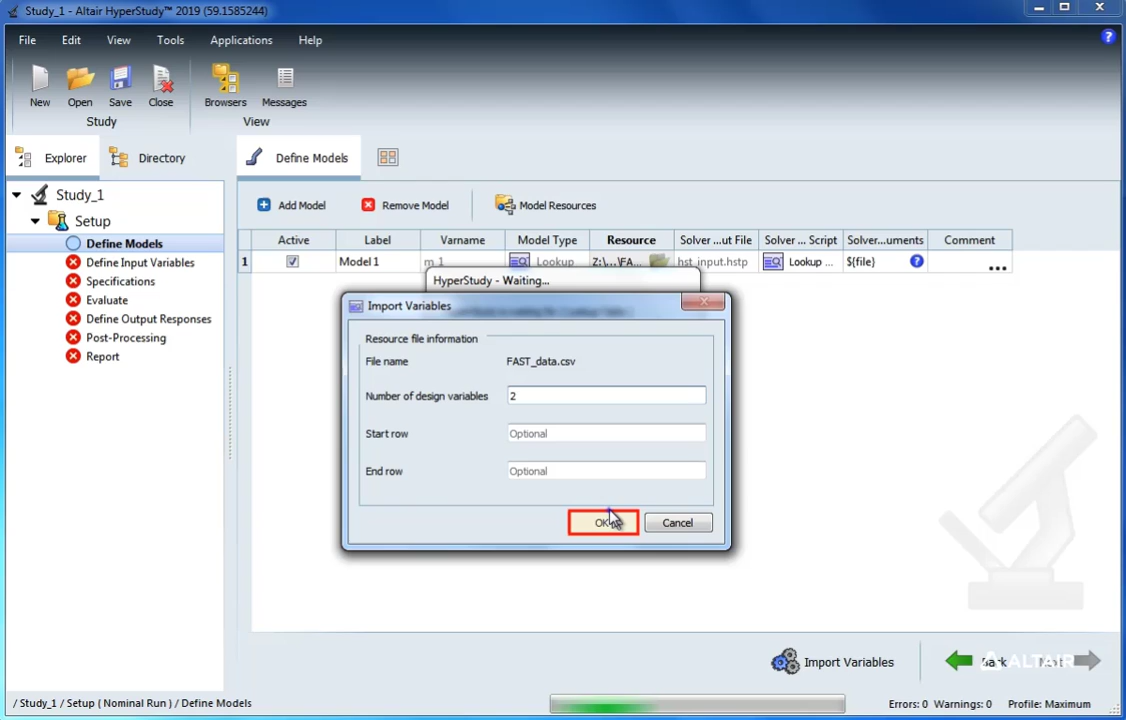 Study_1 - Altair HyperStudy™ 2019 (59.1585244)
File Edit View Tools Applications Help
New Open Save Close Browsers Messages
Study View
Explorer Directory Define Models
Study_1
Setup
Define Models
Define Input Variables
Specifications
Evaluate
Define Output Responses
Post-Processing
Report
Add Model Remove Model Model Resources
Active Label Varname Model Type Resource Solver ...ut File Solver ... Script Solver...uments Comment
1 Model 1 m 1 Lookup Z:\...\FA... hst_input.hstp Lookup ... ${file} ? ...
HyperStudy - Waiting...
Import Variables
Resource file information
File name FAST_data.csv
Number of design variables 2
Start row Optional
End row Optional
OK Cancel
Import Variables Back
ALTAIR
/ Study_1 / Setup ( Nominal Run ) / Define Models Errors: 0 Warnings: 0 Profile: Maximum